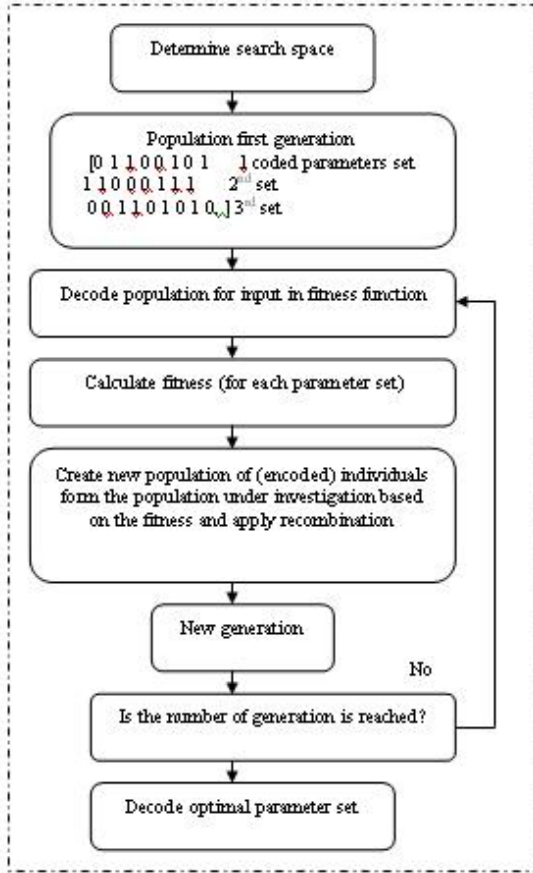 Determine search space
Population first generation
[0 1 1 0 0 1 0 1 1 coded parameters set
1 1 0 0 0 1 1 1 2nd set
0 0 1 1 0 1 0 1 0 ] 3rd set
Decode population for input in fitness function
Calculate fitness (for each parameter set)
Create new population of (encoded) individuals
form the population under investigation based
on the fitness and apply recombination
New generation
No
Is the number of generation is reached?
Decode optimal parameter set